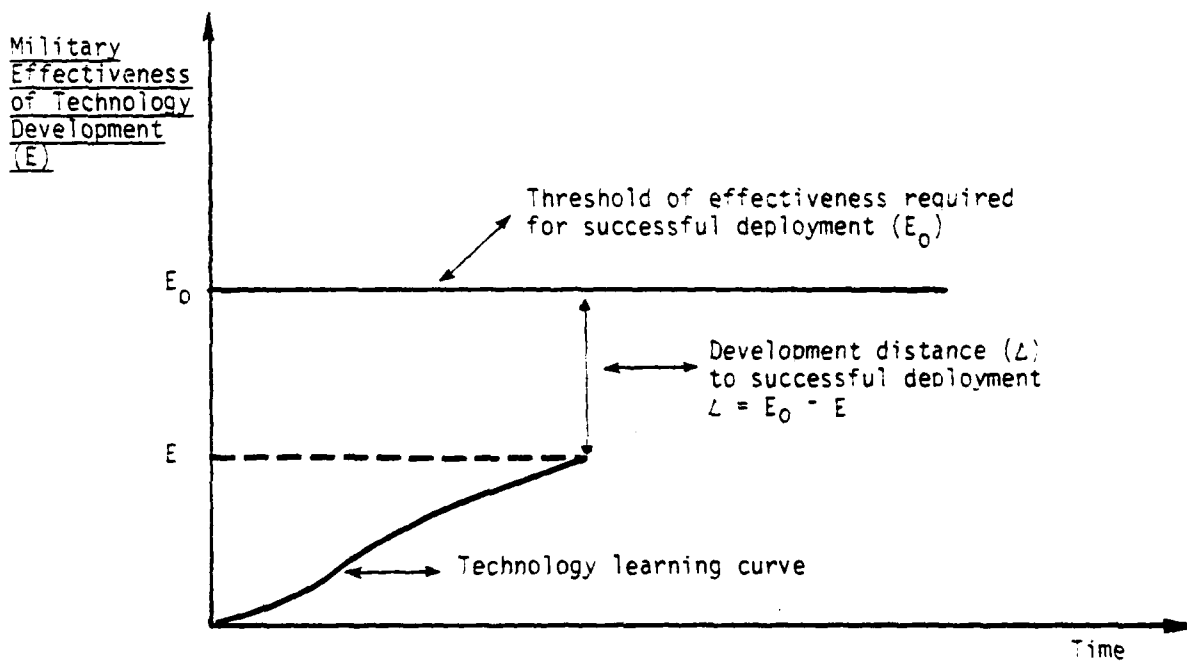 Military
Effectiveness
of Technology
Development
(E)
Threshold of effectiveness required
for successful deployment (E₀)
E₀
Development distance (∠)
to successful deployment
∠ = E₀ - E
E
Technology learning curve
Time